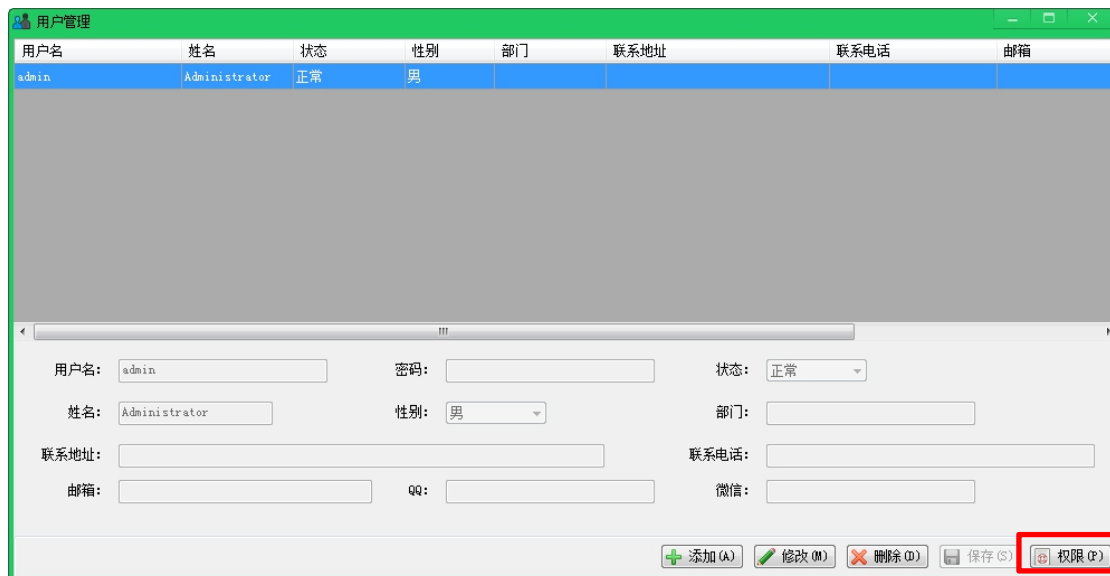 用户管理
用户名 姓名 状态 性别 部门 联系地址 联系电话 邮箱
admin Administrator 正常 男
用户名: admin 密码: 状态: 正常
姓名: Administrator 性别: 男 部门:
联系地址: 联系电话:
邮箱: QQ: 微信:
添加(A) 修改(M) 删除(D) 保存(S) 权限(P)